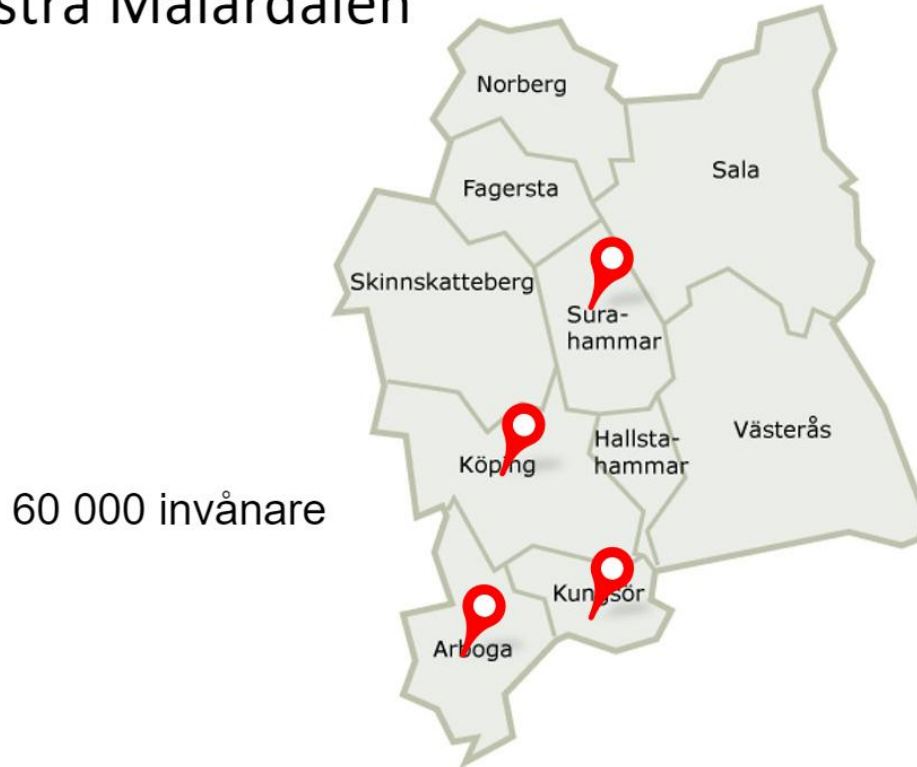 stra Mälardalen
Norberg
Sala
Fagersta
Skinnskatteberg
Sura-
hammar
Västerås
Hallsta-
hammar
Köping
60 000 invånare
Kungsör
Arboga